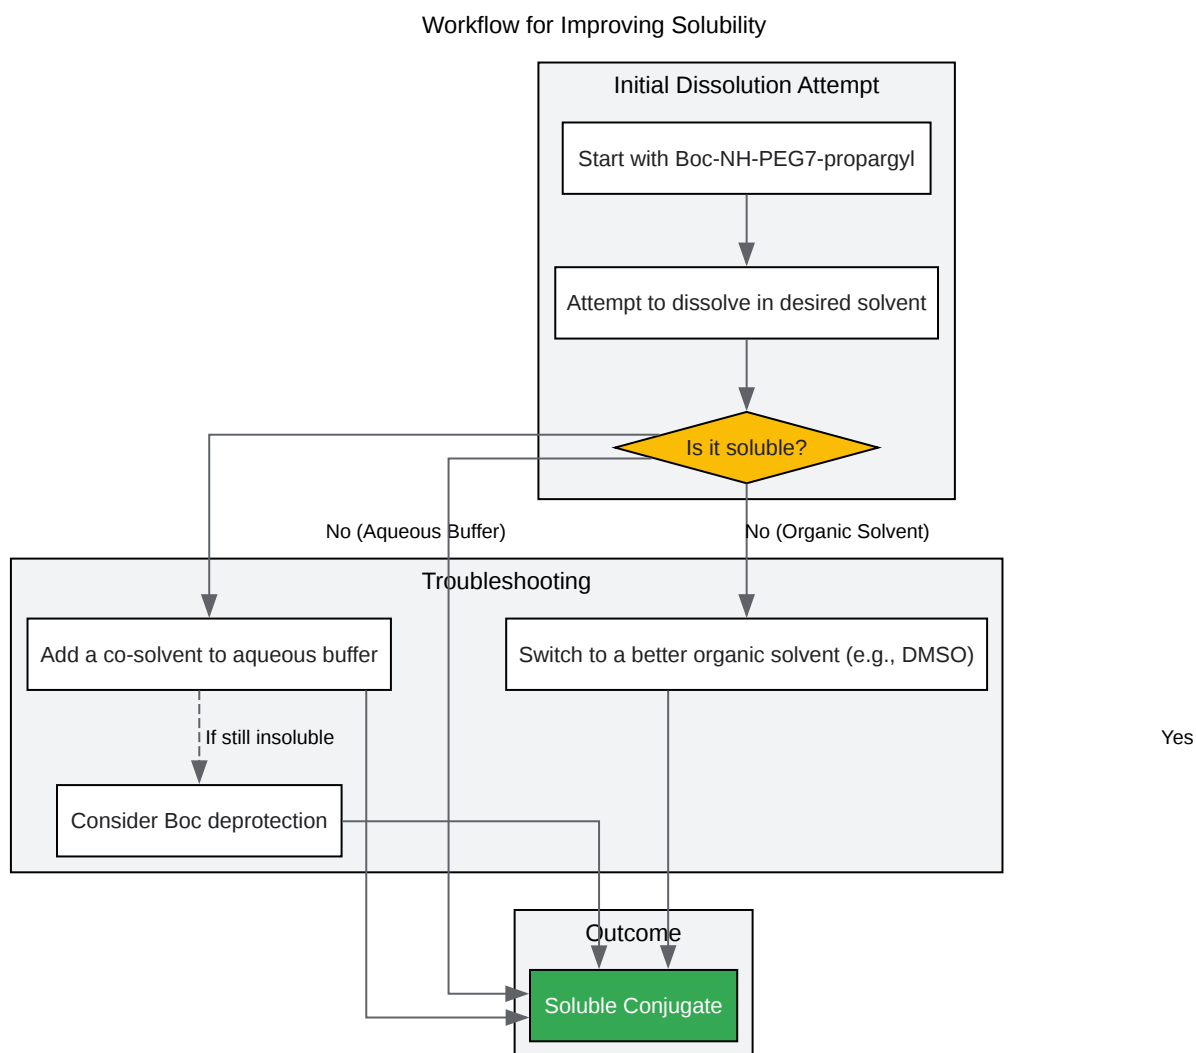 Workflow for Improving Solubility
Initial Dissolution Attempt
Start with Boc-NH-PEG7-propargyl
Attempt to dissolve in desired solvent
Is it soluble?
No (Aqueous Buffer)
No (Organic Solvent)
Troubleshooting
Add a co-solvent to aqueous buffer
Switch to a better organic solvent (e.g., DMSO)
If still insoluble
Yes
Consider Boc deprotection
Outcome
Soluble Conjugate